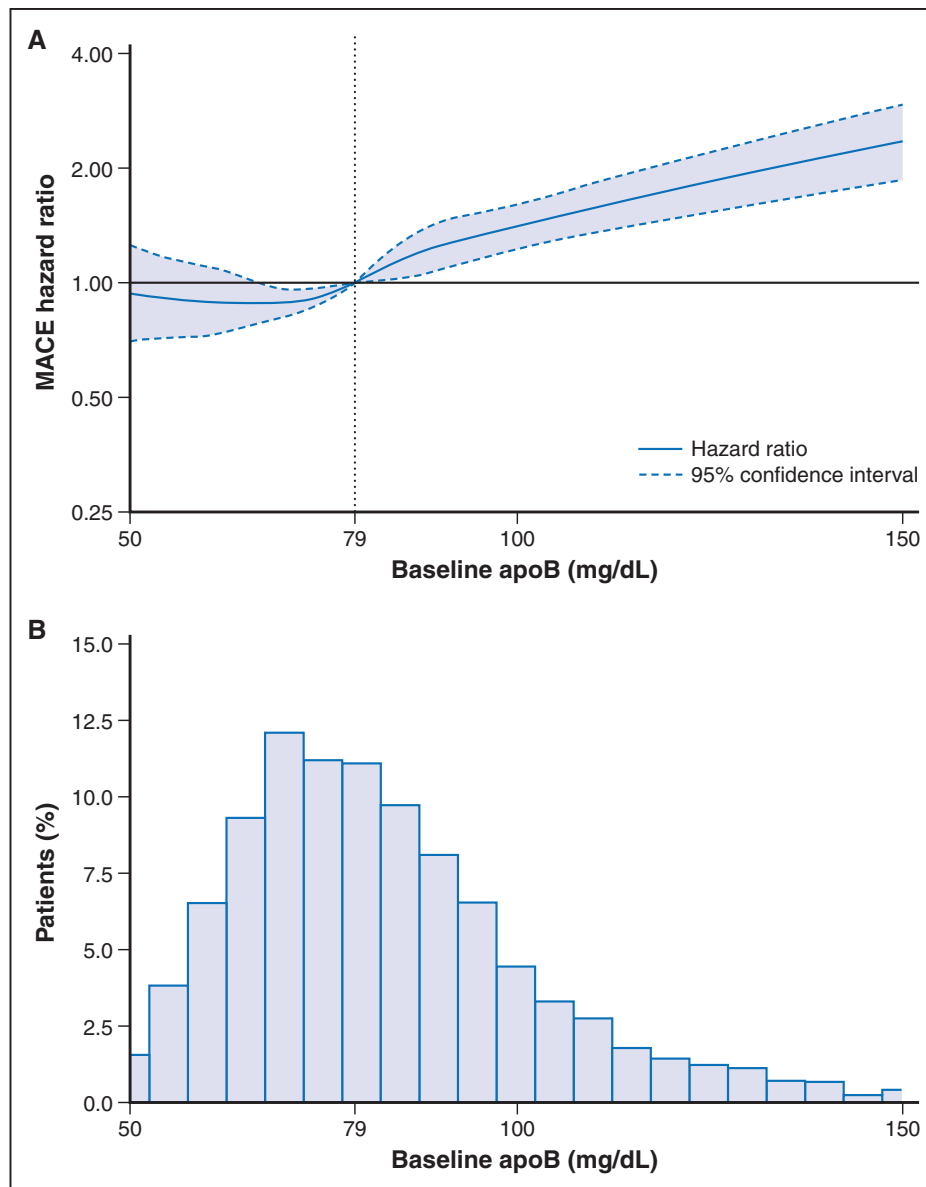 A
4.00
2.00
1.00
0.50
0.25
MACE hazard ratio
Hazard ratio
95% confidence interval
50 79 100 150
Baseline apoB (mg/dL)
B
15.0
12.5
10.0
7.5
5.0
2.5
0.0
Patients (%)
50 79 100 150
Baseline apoB (mg/dL)